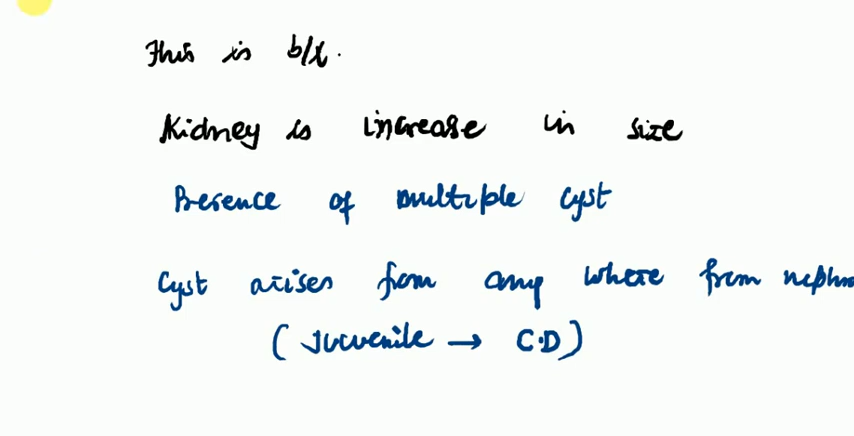 This is b/l.
Kidney is increase in size
Presence of multiple cyst
Cyst arises from any where from nephro
(Juvenile → C.D)